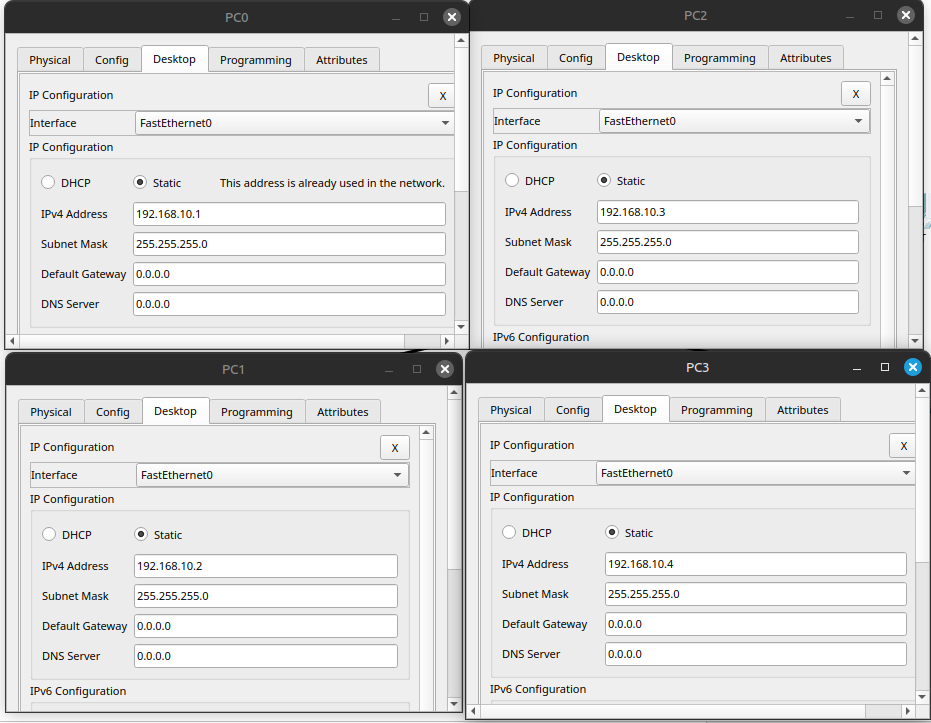 PC0
Physical Config Desktop Programming Attributes
IP Configuration
X
Interface FastEthernet0
IP Configuration
DHCP Static This address is already used in the network.
IPv4 Address 192.168.10.1
Subnet Mask 255.255.255.0
Default Gateway 0.0.0.0
DNS Server 0.0.0.0
PC2
Physical Config Desktop Programming Attributes
IP Configuration
X
Interface FastEthernet0
IP Configuration
DHCP Static
IPv4 Address 192.168.10.3
Subnet Mask 255.255.255.0
Default Gateway 0.0.0.0
DNS Server 0.0.0.0
IPv6 Configuration
PC1
Physical Config Desktop Programming Attributes
IP Configuration
X
Interface FastEthernet0
IP Configuration
DHCP Static
IPv4 Address 192.168.10.2
Subnet Mask 255.255.255.0
Default Gateway 0.0.0.0
DNS Server 0.0.0.0
IPv6 Configuration
PC3
Physical Config Desktop Programming Attributes
IP Configuration
X
Interface FastEthernet0
IP Configuration
DHCP Static
IPv4 Address 192.168.10.4
Subnet Mask 255.255.255.0
Default Gateway 0.0.0.0
DNS Server 0.0.0.0
IPv6 Configuration